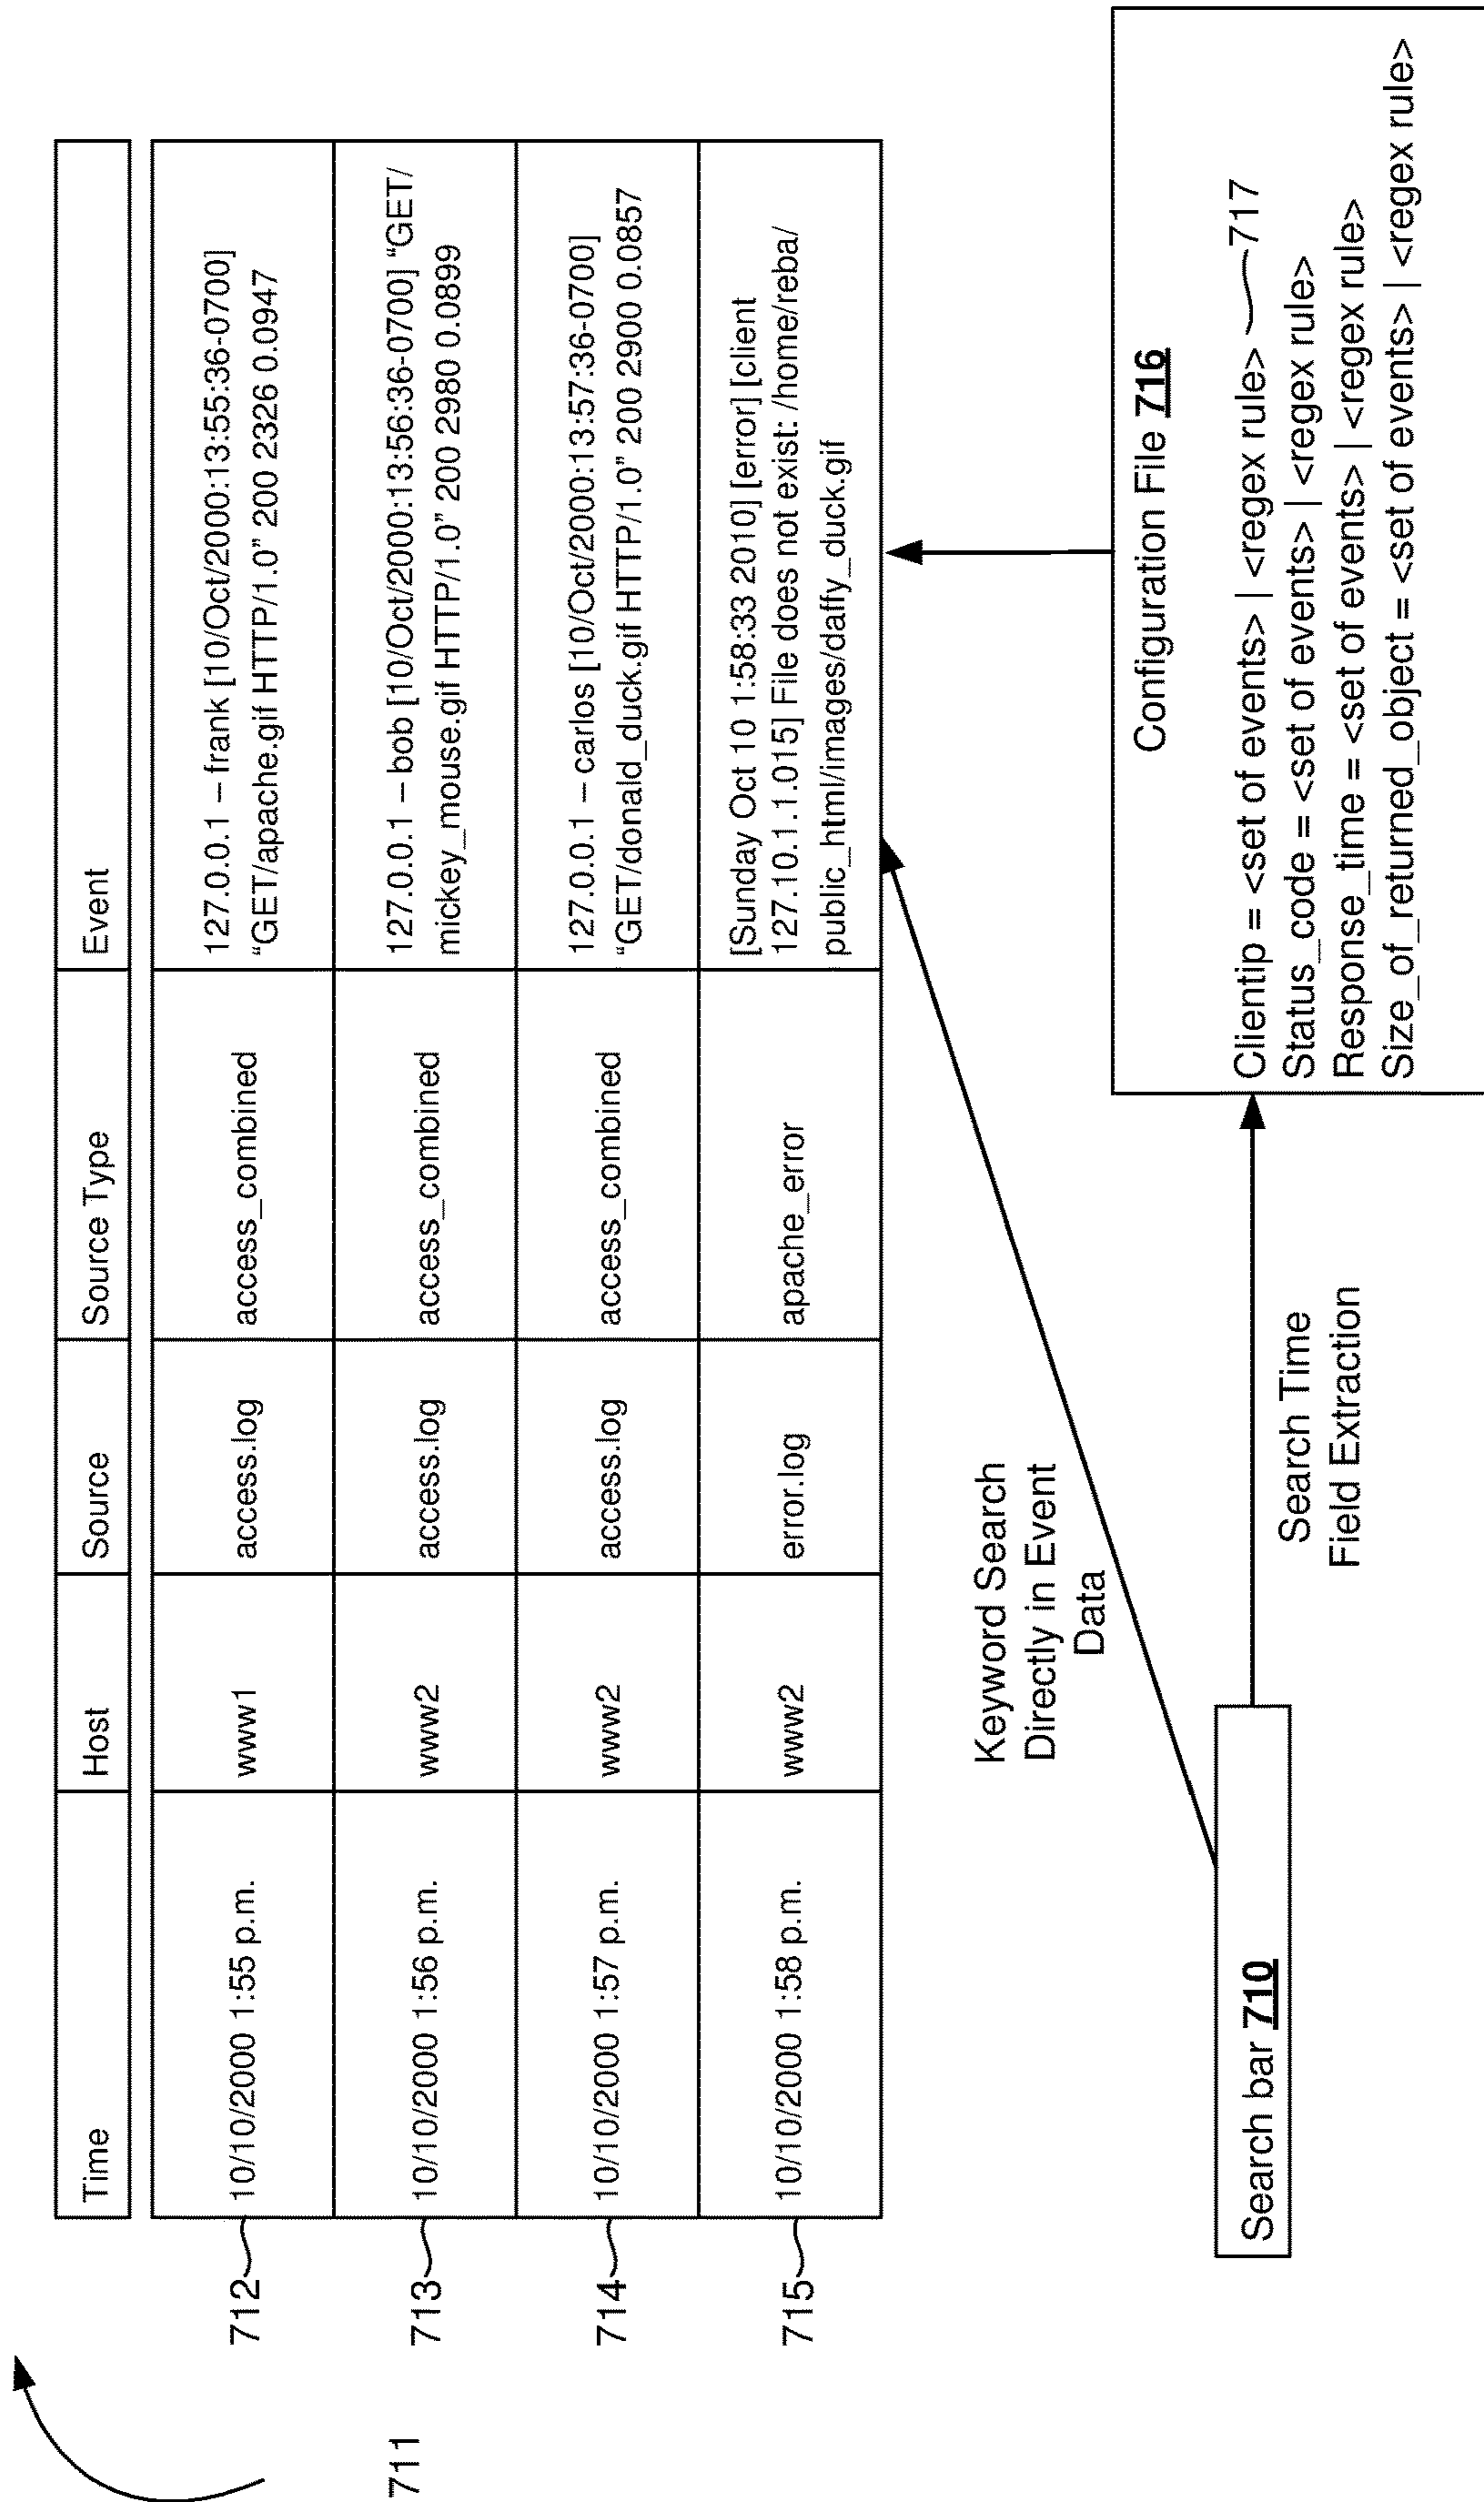 Time
Host
Source
Source Type
Event
712
10/10/2000 1:55 p.m.
www1
access.log
access_combined
127.0.0.1 – frank [10/Oct/2000:13:55:36-0700]
“GET/apache.gif HTTP/1.0” 200 2326 0.0947
713
10/10/2000 1:56 p.m.
www2
access.log
access_combined
127.0.0.1 – bob [10/Oct/2000:13:56:36-0700] “GET/
mickey_mouse.gif HTTP/1.0” 200 2980 0.0899
714
10/10/2000 1:57 p.m.
www2
access.log
access_combined
127.0.0.1 – carlos [10/Oct/2000:13:57:36-0700]
“GET/donald_duck.gif HTTP/1.0” 200 2900 0.0857
715
10/10/2000 1:58 p.m.
www2
error.log
apache_error
[Sunday Oct 10 1:58:33 2010] [error] [client
127.10.1.1.015] File does not exist: /home/reba/
public_html/images/daffy_duck.gif
711
Keyword Search
Directly in Event
Data
Search bar 710
Search Time
Field Extraction
Configuration File 716
Clientip = <set of events> | <regex rule> 717
Status_code = <set of events> | <regex rule>
Response_time = <set of events> | <regex rule>
Size_of_returned_object = <set of events> | <regex rule>